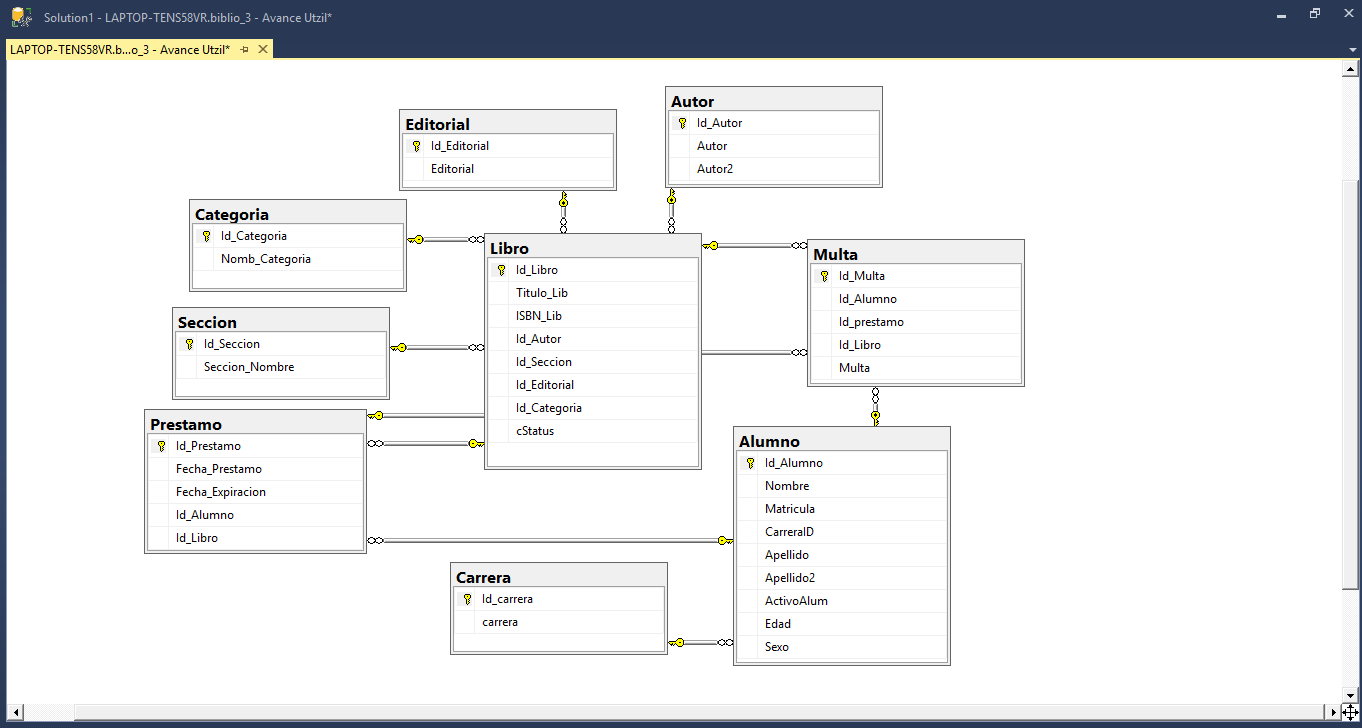 Solution1 - LAPTOP-TENS58VR.biblio_3 - Avance Utzil*
LAPTOP-TENS58VR.b...o_3 - Avance Utzil*
Autor
Id_Autor
Autor
Autor2
Editorial
Id_Editorial
Editorial
Categoria
Id_Categoria
Nomb_Categoria
Libro
Id_Libro
Titulo_Lib
ISBN_Lib
Id_Autor
Id_Seccion
Id_Editorial
Id_Categoria
cStatus
Multa
Id_Multa
Id_Alumno
Id_prestamo
Id_Libro
Multa
Seccion
Id_Seccion
Seccion_Nombre
Prestamo
Id_Prestamo
Fecha_Prestamo
Fecha_Expiracion
Id_Alumno
Id_Libro
Alumno
Id_Alumno
Nombre
Matricula
CarreraID
Apellido
Apellido2
ActivoAlum
Edad
Sexo
Carrera
Id_carrera
carrera